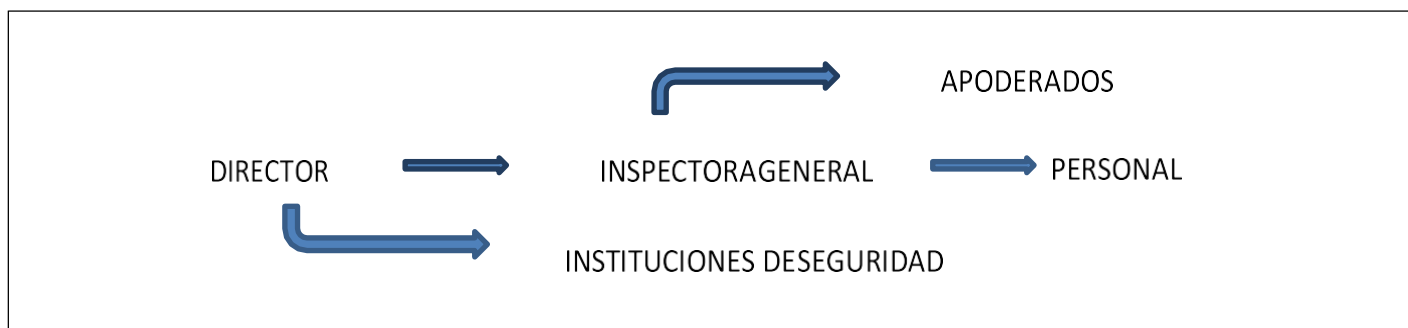 APODERADOS
DIRECTOR INSPECTORAGENERAL PERSONAL
INSTITUCIONES DESEGURIDAD